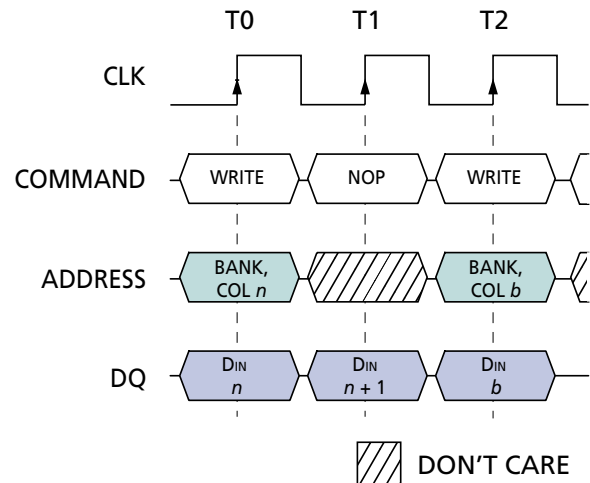 T0 T1 T2
CLK
COMMAND WRITE NOP WRITE
ADDRESS BANK, COL n BANK, COL b
DQ DIN n DIN n + 1 DIN b
DON'T CARE